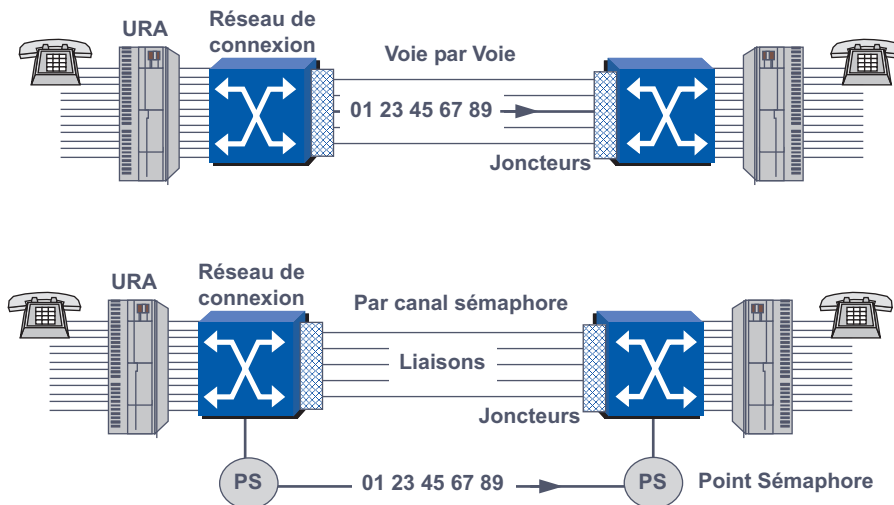 URA
Réseau de
connexion
Voie par Voie
01 23 45 67 89
Joncteurs
URA
Réseau de
connexion
Par canal sémaphore
Liaisons
Joncteurs
PS
01 23 45 67 89
PS
Point Sémaphore